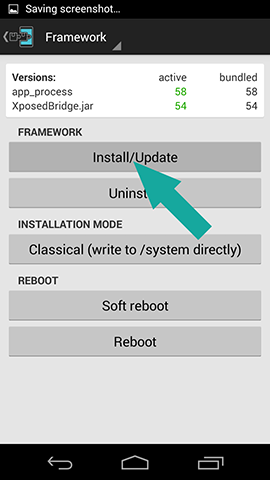 Saving screenshot...
Framework
Versions: active bundled
app_process 58 58
XposedBridge.jar 54 54
FRAMEWORK
Install/Update
Uninst
INSTALLATION MODE
Classical (write to /system directly)
REBOOT
Soft reboot
Reboot